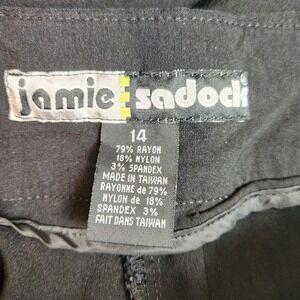 jamie sadock
14
79% RAYON
18% NYLON
3% SPANDEX
MADE IN TAIWAN
RAYONNE de 79%
NYLON de 18%
SPANDEX 3%
FAIT DANS TAIWAN